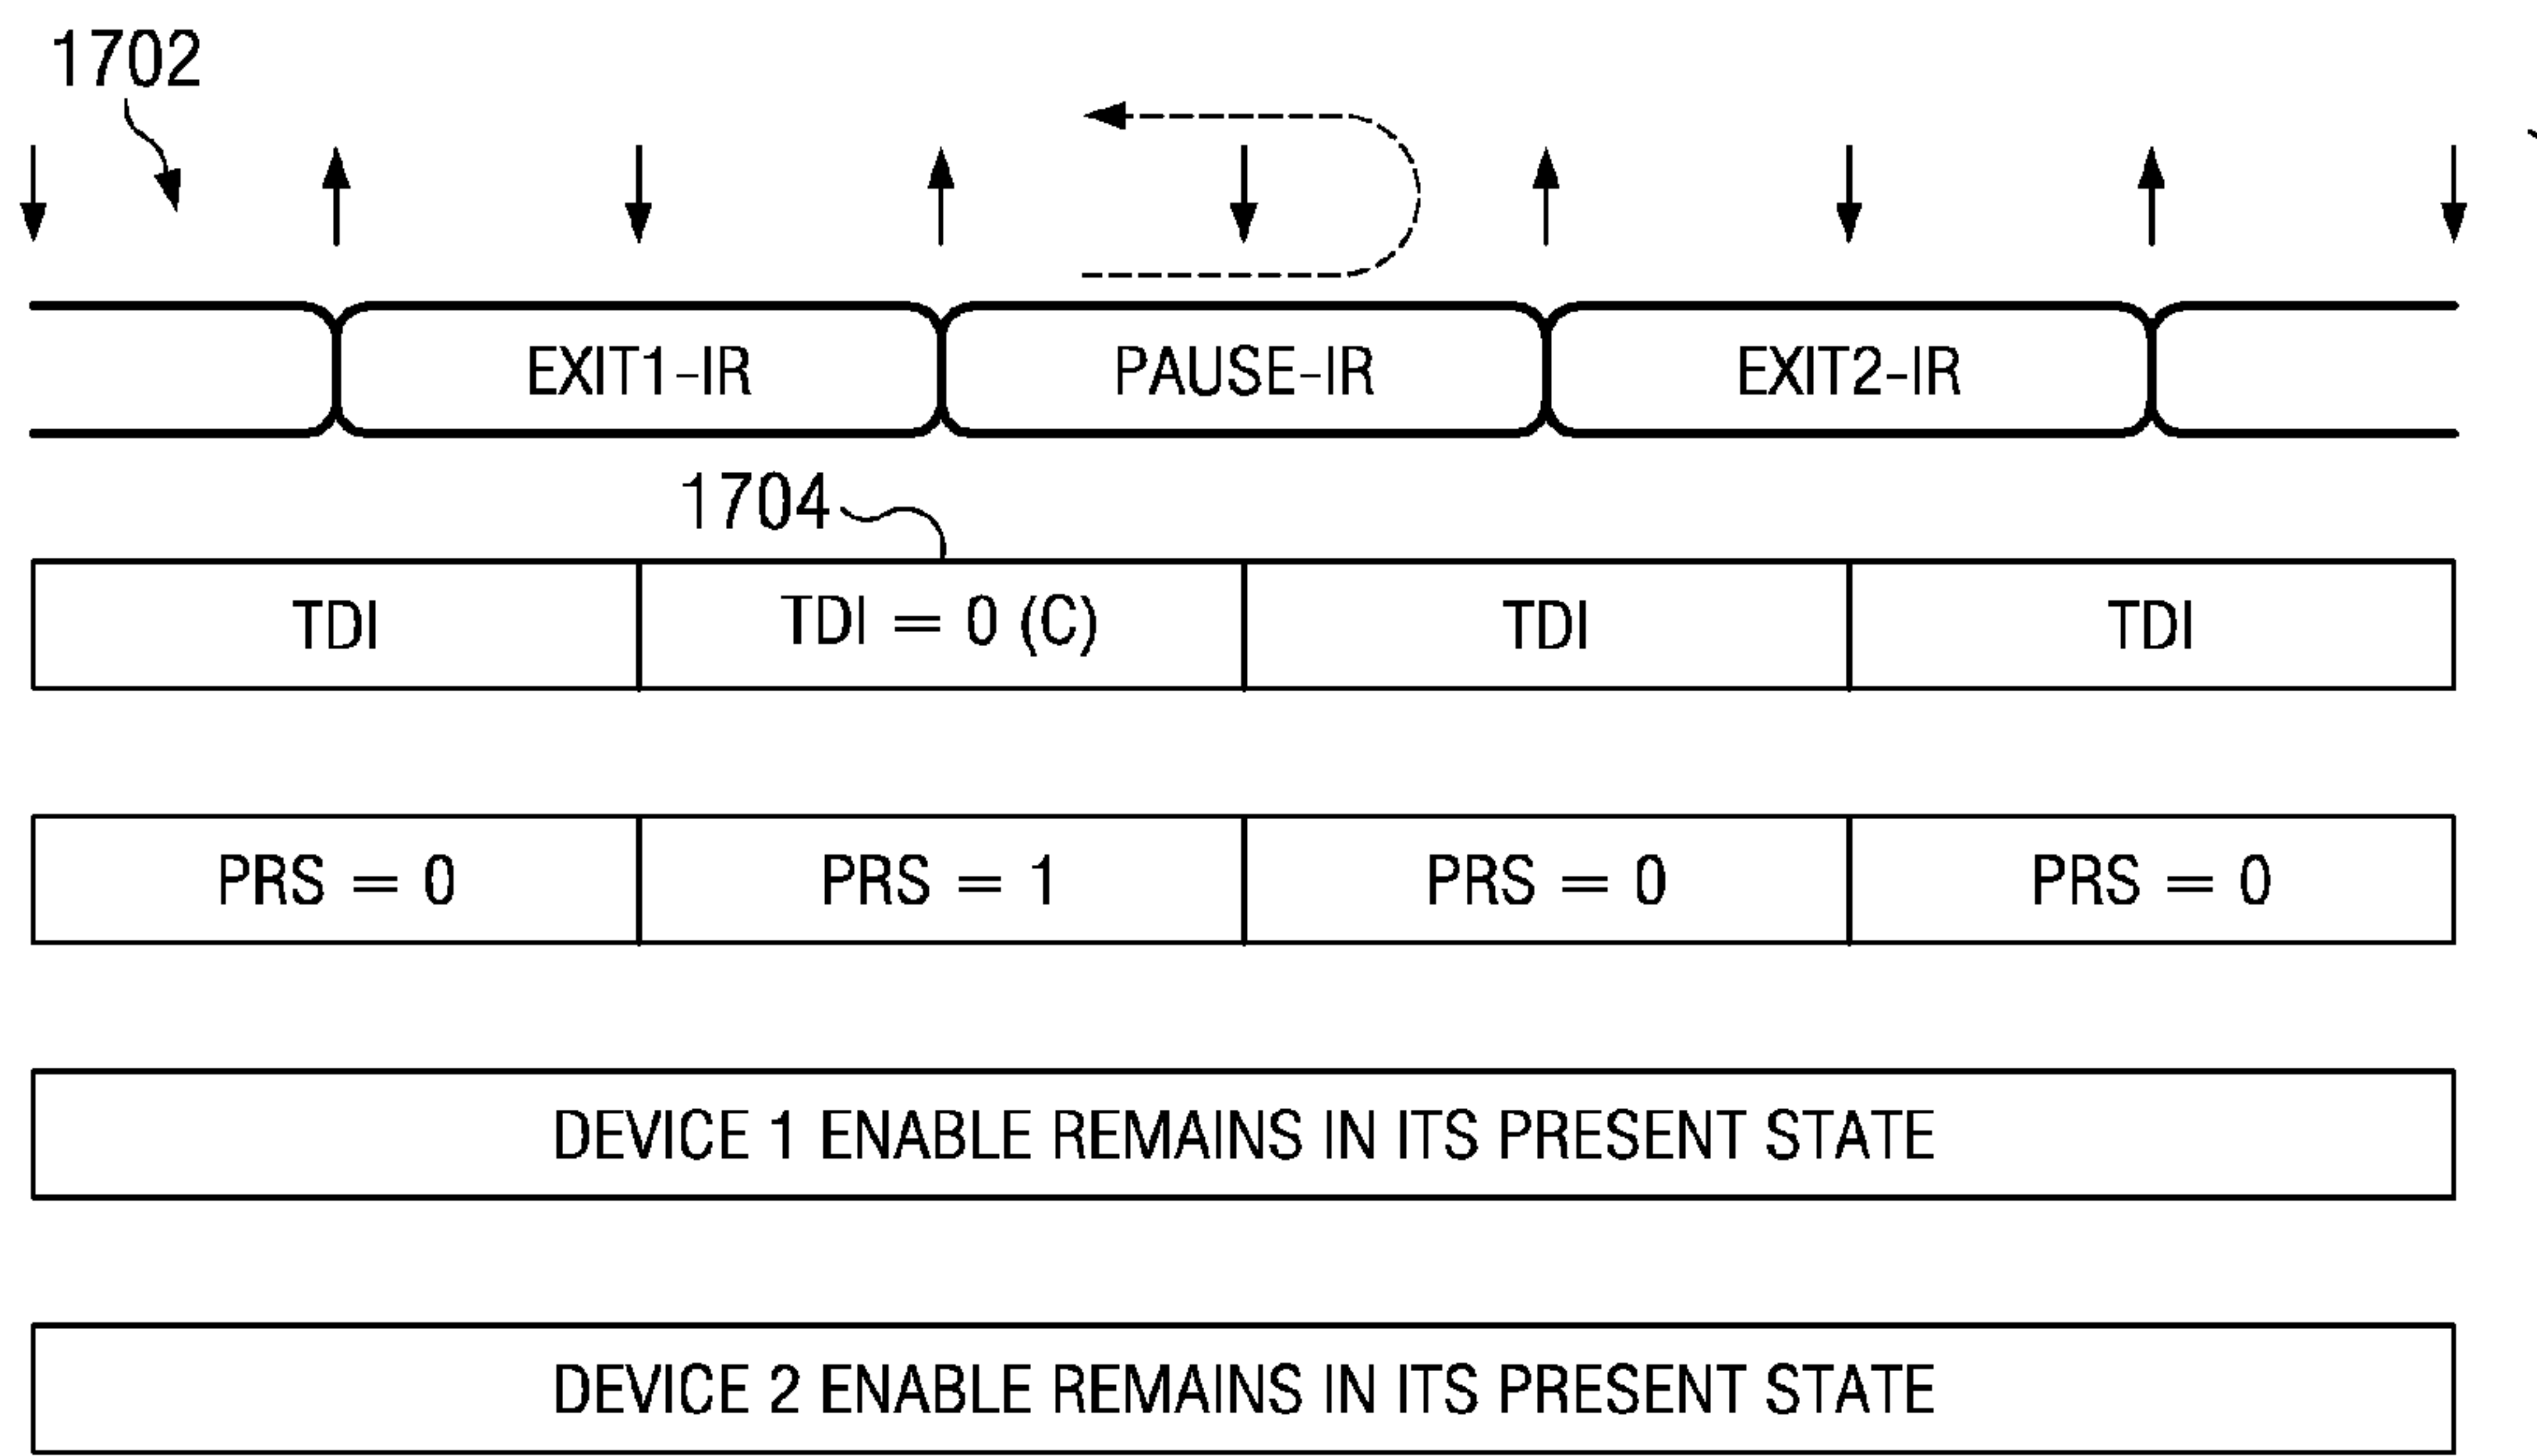 1702
EXIT1-IR PAUSE-IR EXIT2-IR
1704
TDI TDI = 0 (C) TDI TDI
PRS = 0 PRS = 1 PRS = 0 PRS = 0
DEVICE 1 ENABLE REMAINS IN ITS PRESENT STATE
DEVICE 2 ENABLE REMAINS IN ITS PRESENT STATE